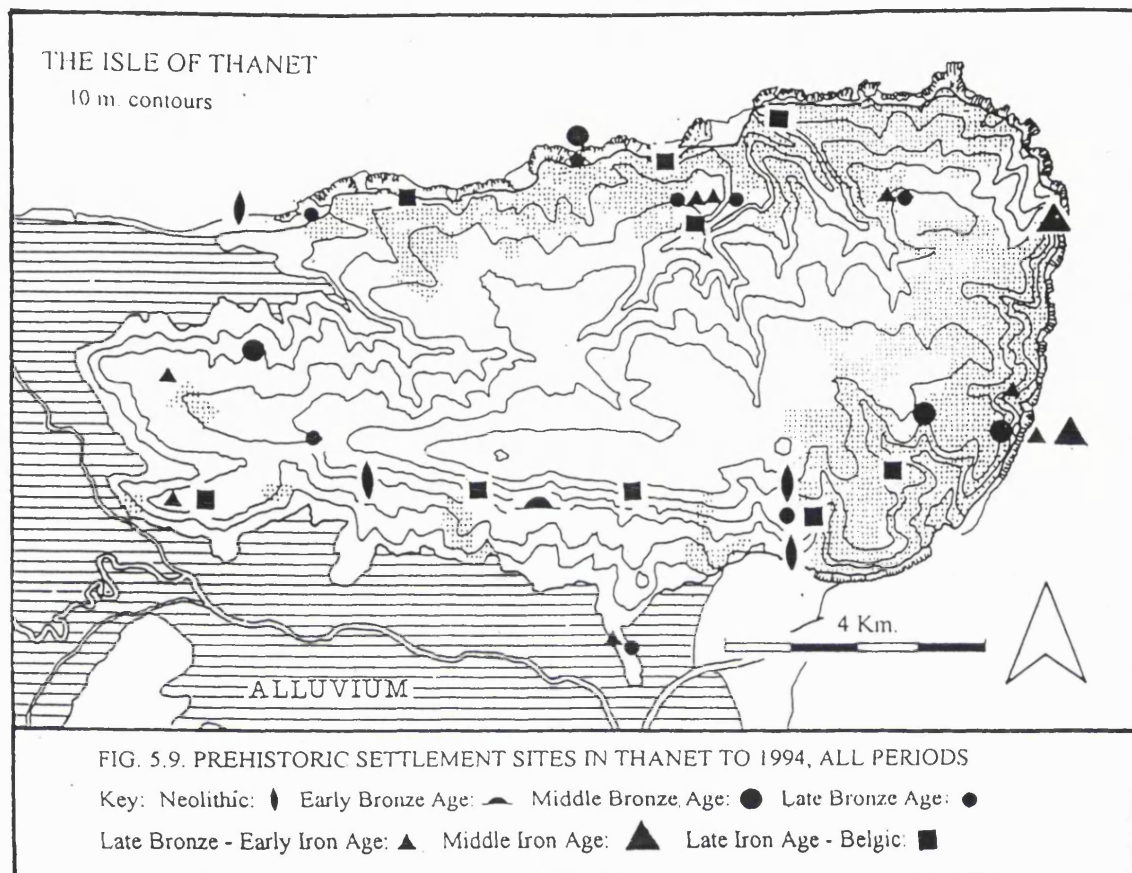 THE ISLE OF THANET
10 m. contours
4 Km.
ALLUVIUM
FIG. 5.9. PREHISTORIC SETTLEMENT SITES IN THANET TO 1994, ALL PERIODS
Key: Neolithic: Early Bronze Age: Middle Bronze Age: Late Bronze Age:
Late Bronze - Early Iron Age: Middle Iron Age: Late Iron Age - Belgic: